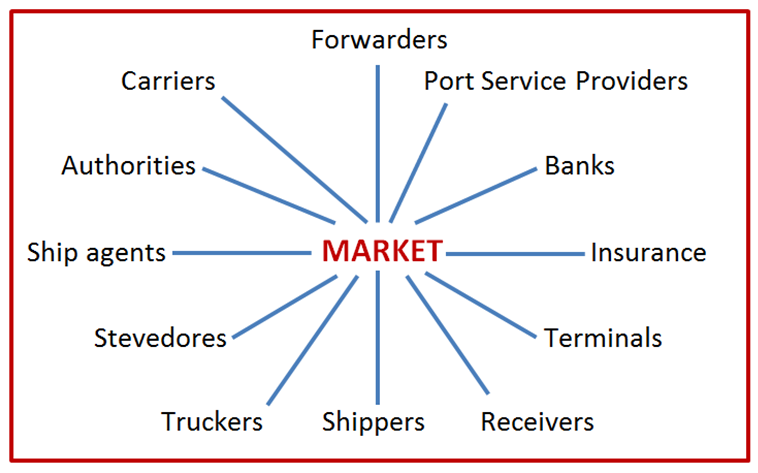 Forwarders
Carriers
Port Service Providers
Authorities
Banks
Ship agents
MARKET
Insurance
Stevedores
Terminals
Truckers
Shippers
Receivers